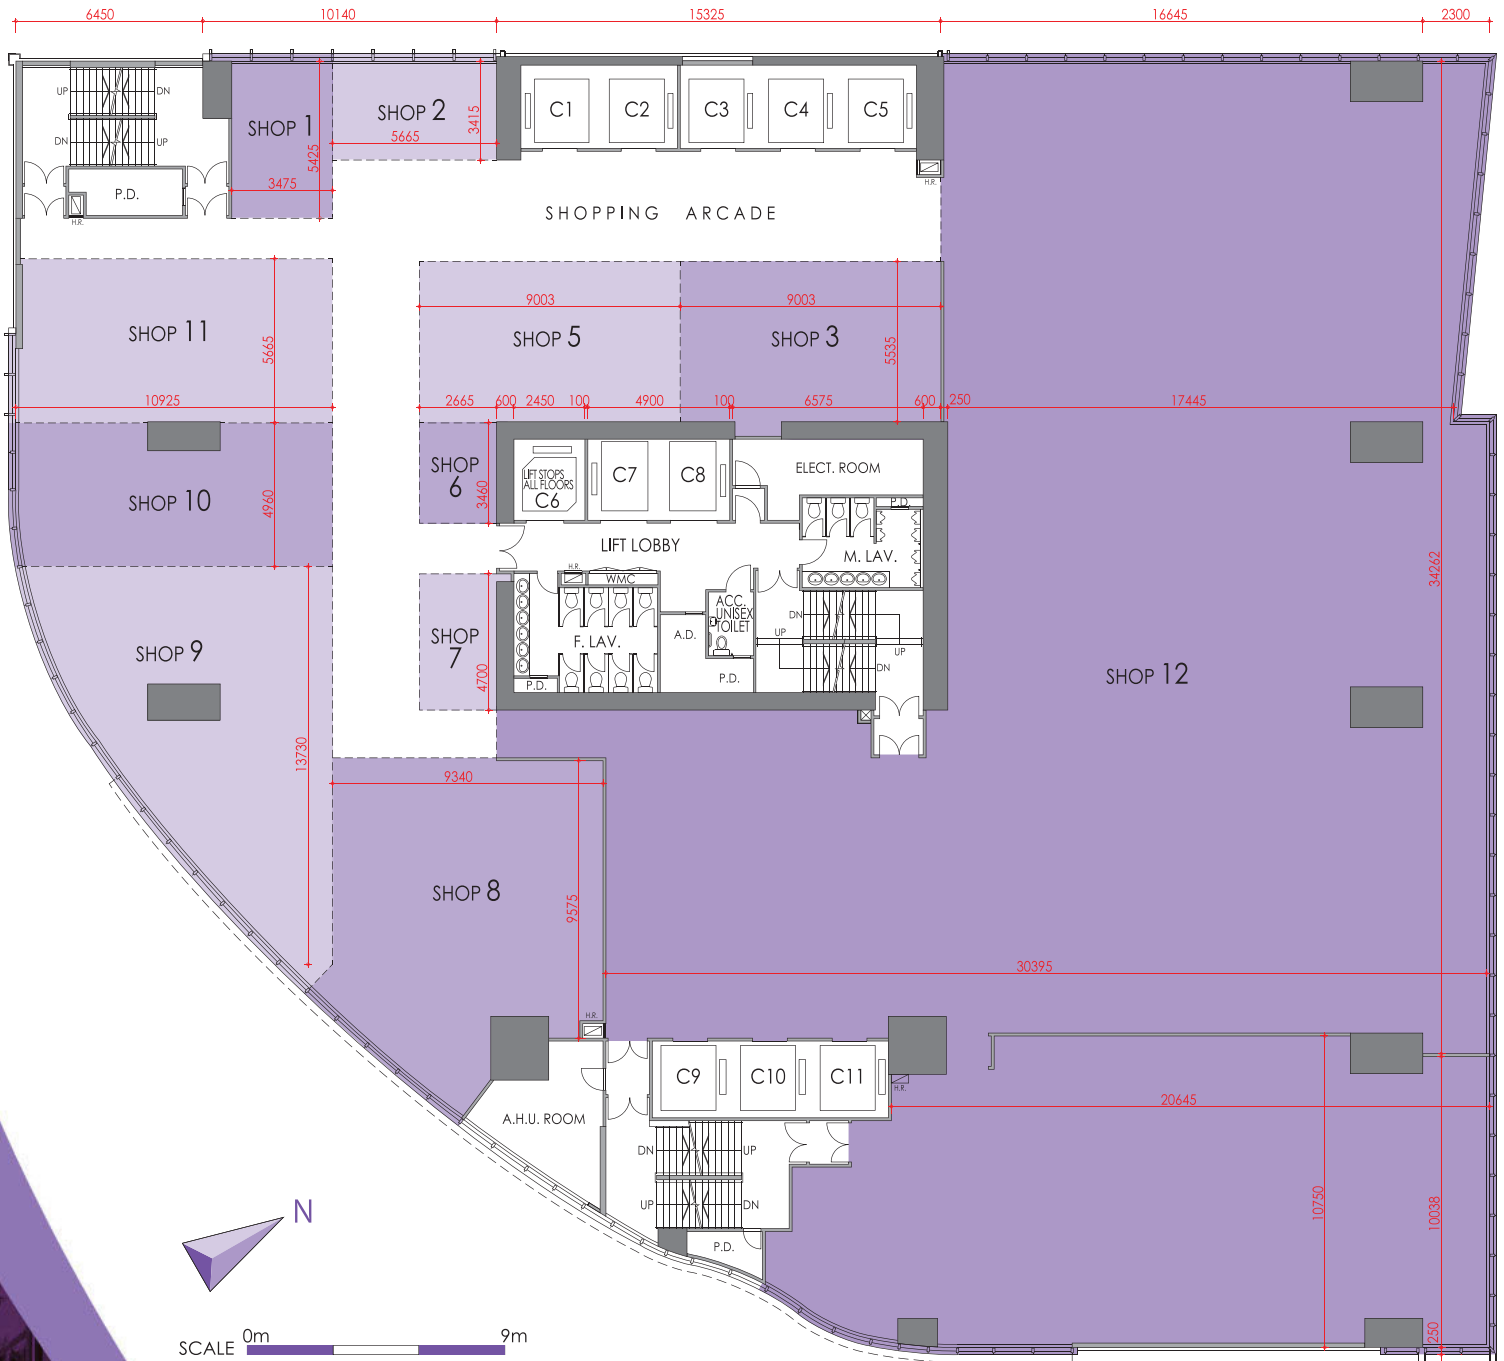 6450 10140 15325 16645 2300
UP DN
DN UP
P.D.
H.R.
SHOP 1
5425
3475
SHOP 2
5665
3415
C1 C2 C3 C4 C5
H.R.
SHOPPING ARCADE
SHOP 11
5665
10925
9003 9003
SHOP 5
SHOP 3
5535
2665 600 2450 100 4900 100 6575 600 250 17445
SHOP 10
4960
SHOP
6
3460
LIFT STOPS
ALL FLOORS
C6
C7 C8
ELECT. ROOM
P.D.
LIFT LOBBY
M. LAV.
H.R.
WMC
34262
SHOP 9
SHOP
7
4700
F. LAV.
P.D.
A.D.
ACC.
UNISEX
TOILET
P.D.
DN
UP
UP
DN
SHOP 12
13730
9340
SHOP 8
9575
30395
H.R.
C9 C10 C11
H.R.
20645
A.H.U. ROOM
DN UP
UP DN
P.D.
10750
10038
250
N
SCALE 0m 9m